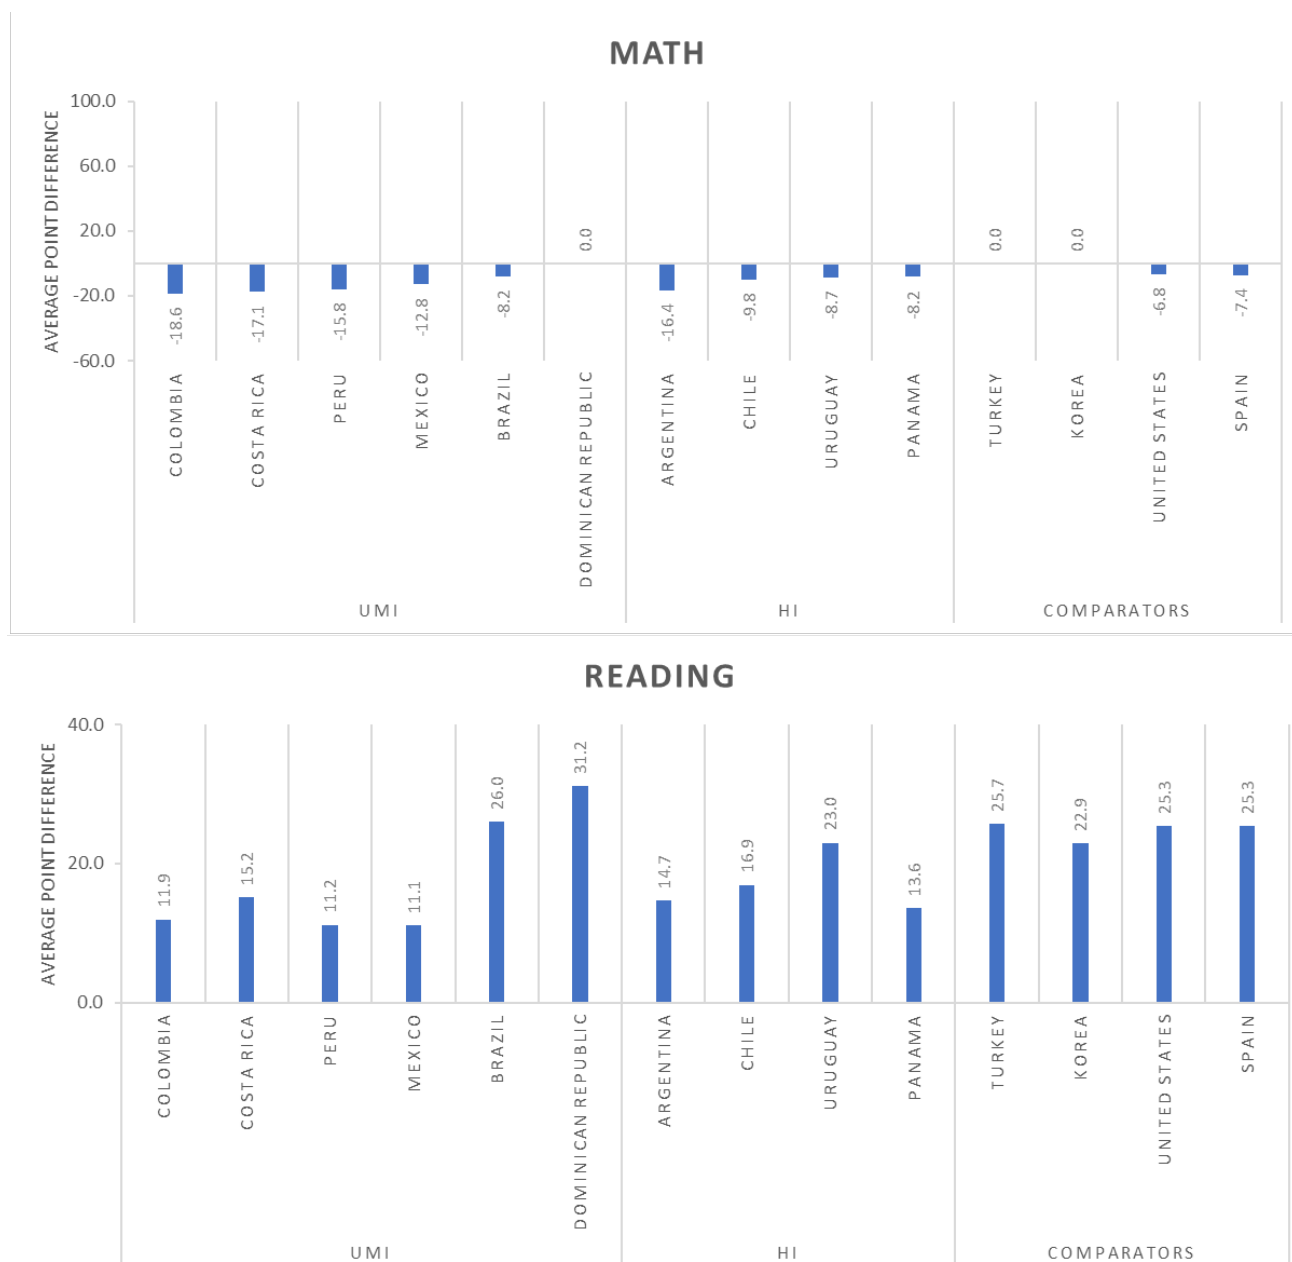 MATH
AVERAGE POINT DIFFERENCE
100.0
60.0
20.0
-20.0
-60.0
-18.6
-17.1
-15.8
-12.8
-8.2
0.0
-16.4
-9.8
-8.7
-8.2
0.0
0.0
-6.8
-7.4
COLOMBIA
COSTA RICA
PERU
MEXICO
BRAZIL
DOMINICAN REPUBLIC
ARGENTINA
CHILE
URUGUAY
PANAMA
TURKEY
KOREA
UNITED STATES
SPAIN
UMI
HI
COMPARATORS
READING
AVERAGE POINT DIFFERENCE
40.0
20.0
0.0
11.9
15.2
11.2
11.1
26.0
31.2
14.7
16.9
23.0
13.6
25.7
22.9
25.3
25.3
COLOMBIA
COSTA RICA
PERU
MEXICO
BRAZIL
DOMINICAN REPUBLIC
ARGENTINA
CHILE
URUGUAY
PANAMA
TURKEY
KOREA
UNITED STATES
SPAIN
UMI
HI
COMPARATORS